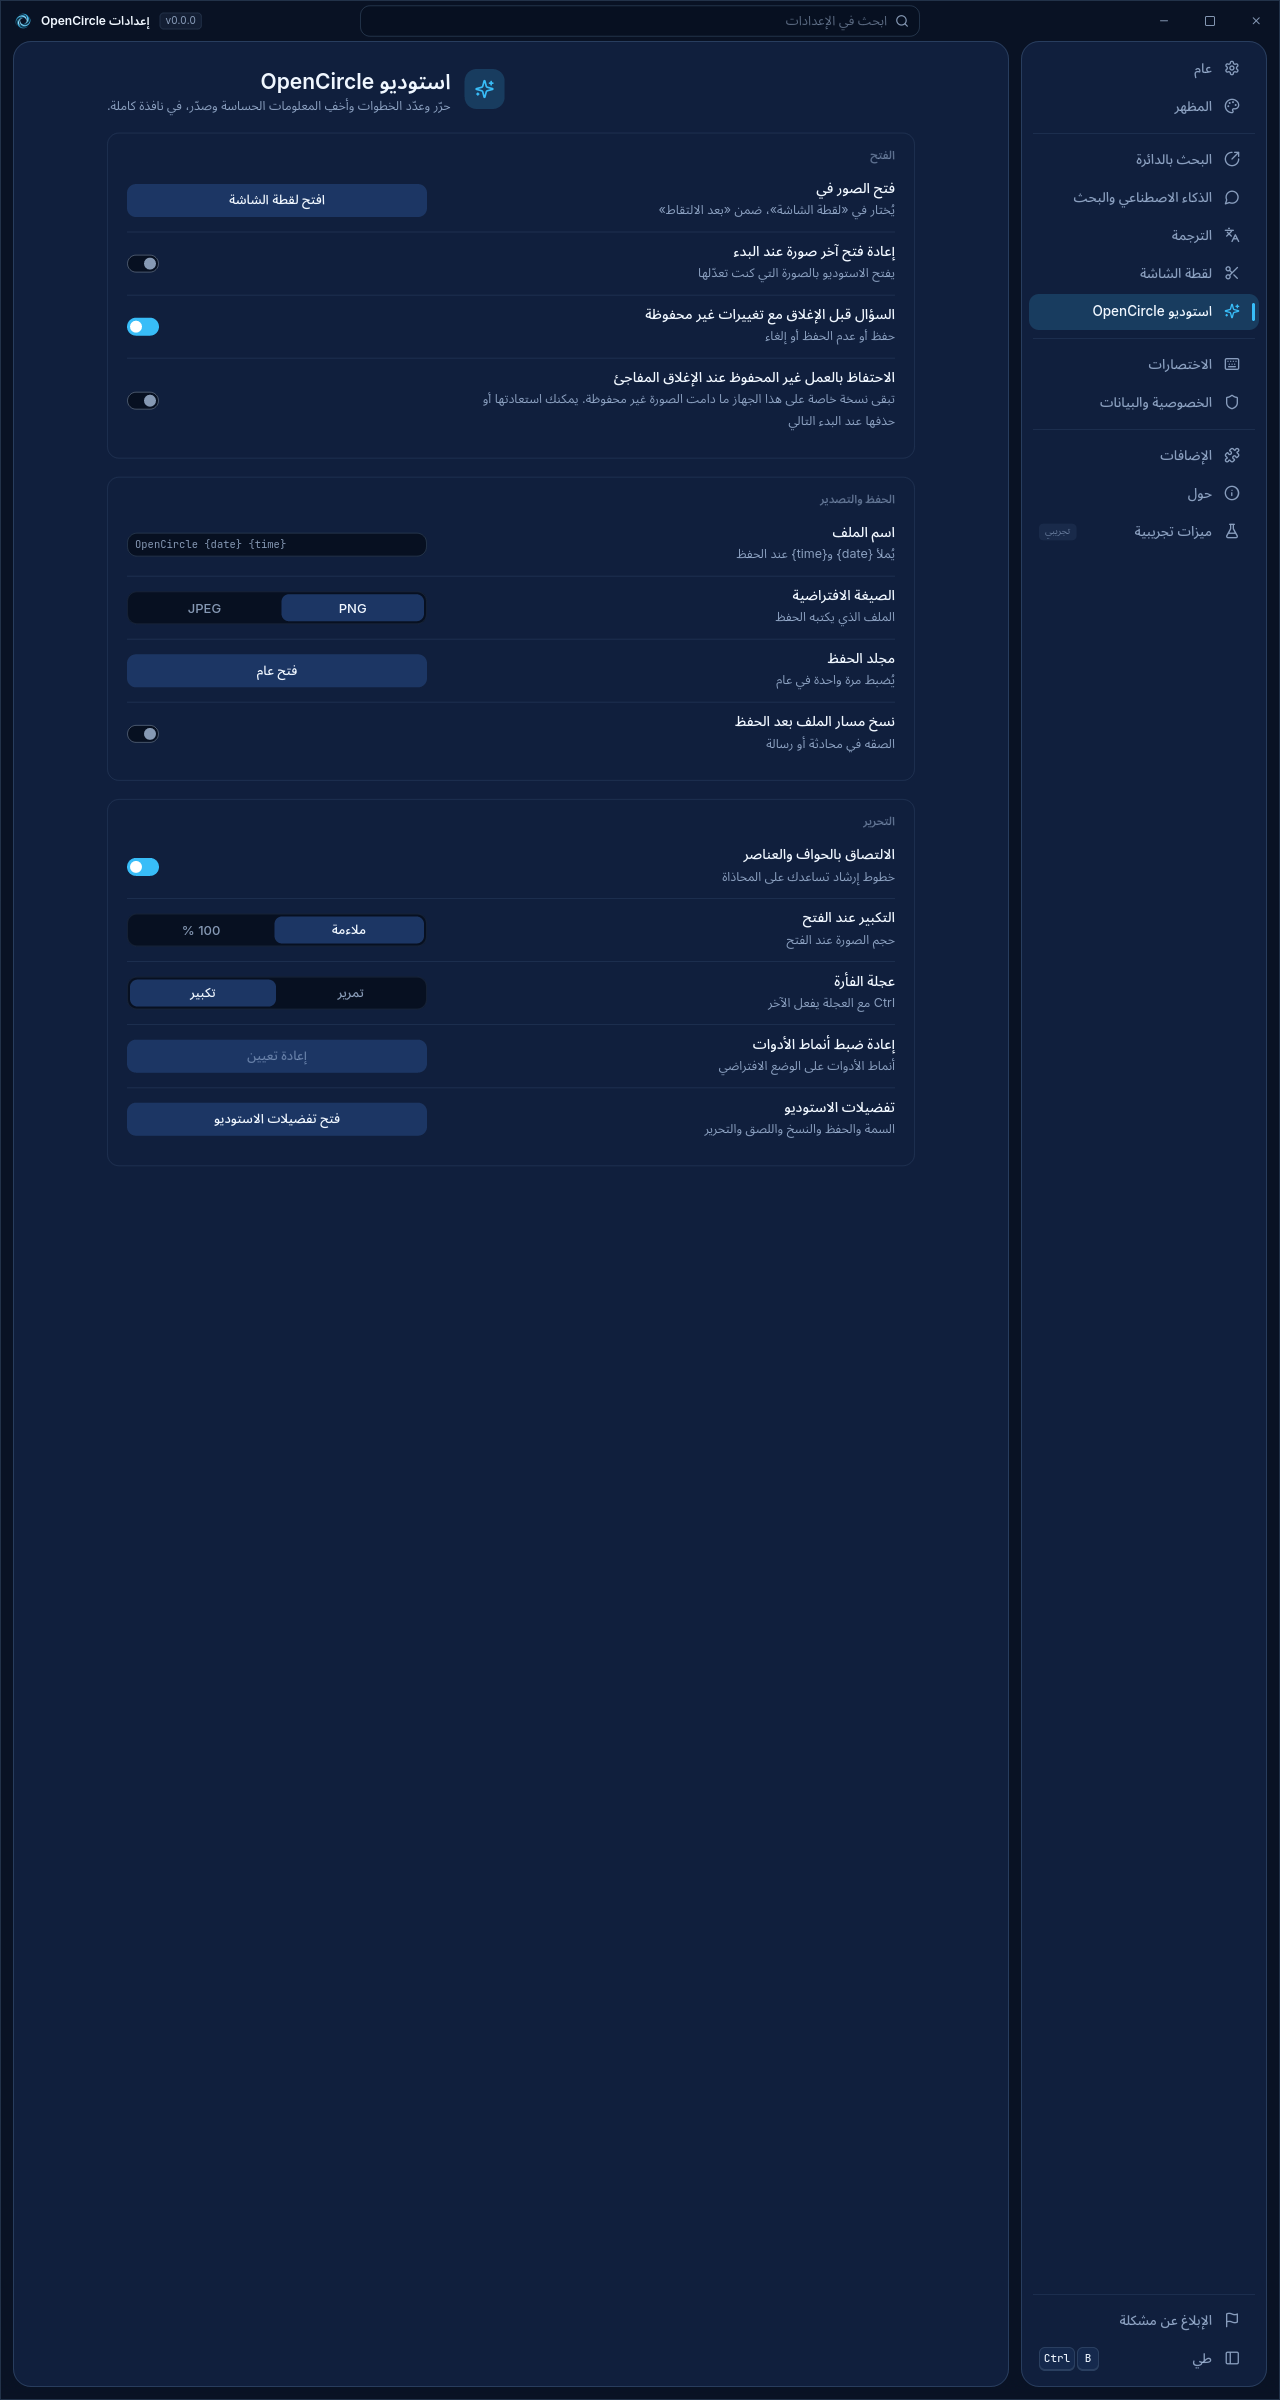 إعدادات OpenCircle
v0.0.0
ابحث في الإعدادات
عام
المظهر
البحث بالدائرة
الذكاء الاصطناعي والبحث
الترجمة
لقطة الشاشة
استوديو OpenCircle
الاختصارات
الخصوصية والبيانات
الإضافات
حول
ميزات تجريبية
تجريبي
الإبلاغ عن مشكلة
طي
Ctrl B
استوديو OpenCircle
حرّر وعدّد الخطوات وأخفِ المعلومات الحساسة وصدّر، في نافذة كاملة.
الفتح
فتح الصور في
يُختار في «لقطة الشاشة»، ضمن «بعد الالتقاط»
افتح لقطة الشاشة
إعادة فتح آخر صورة عند البدء
يفتح الاستوديو بالصورة التي كنت تعدّلها
السؤال قبل الإغلاق مع تغييرات غير محفوظة
حفظ أو عدم الحفظ أو إلغاء
الاحتفاظ بالعمل غير المحفوظ عند الإغلاق المفاجئ
تبقى نسخة خاصة على هذا الجهاز ما دامت الصورة غير محفوظة. يمكنك استعادتها أو
حذفها عند البدء التالي
الحفظ والتصدير
اسم الملف
يُملأ {date} و{time} عند الحفظ
OpenCircle {date} {time}
الصيغة الافتراضية
الملف الذي يكتبه الحفظ
PNG
JPEG
مجلد الحفظ
يُضبط مرة واحدة في عام
فتح عام
نسخ مسار الملف بعد الحفظ
الصقه في محادثة أو رسالة
التحرير
الالتصاق بالحواف والعناصر
خطوط إرشاد تساعدك على المحاذاة
التكبير عند الفتح
حجم الصورة عند الفتح
ملاءمة
100 %
عجلة الفأرة
Ctrl مع العجلة يفعل الآخر
تمرير
تكبير
إعادة ضبط أنماط الأدوات
أنماط الأدوات على الوضع الافتراضي
إعادة تعيين
تفضيلات الاستوديو
السمة والحفظ والنسخ واللصق والتحرير
فتح تفضيلات الاستوديو